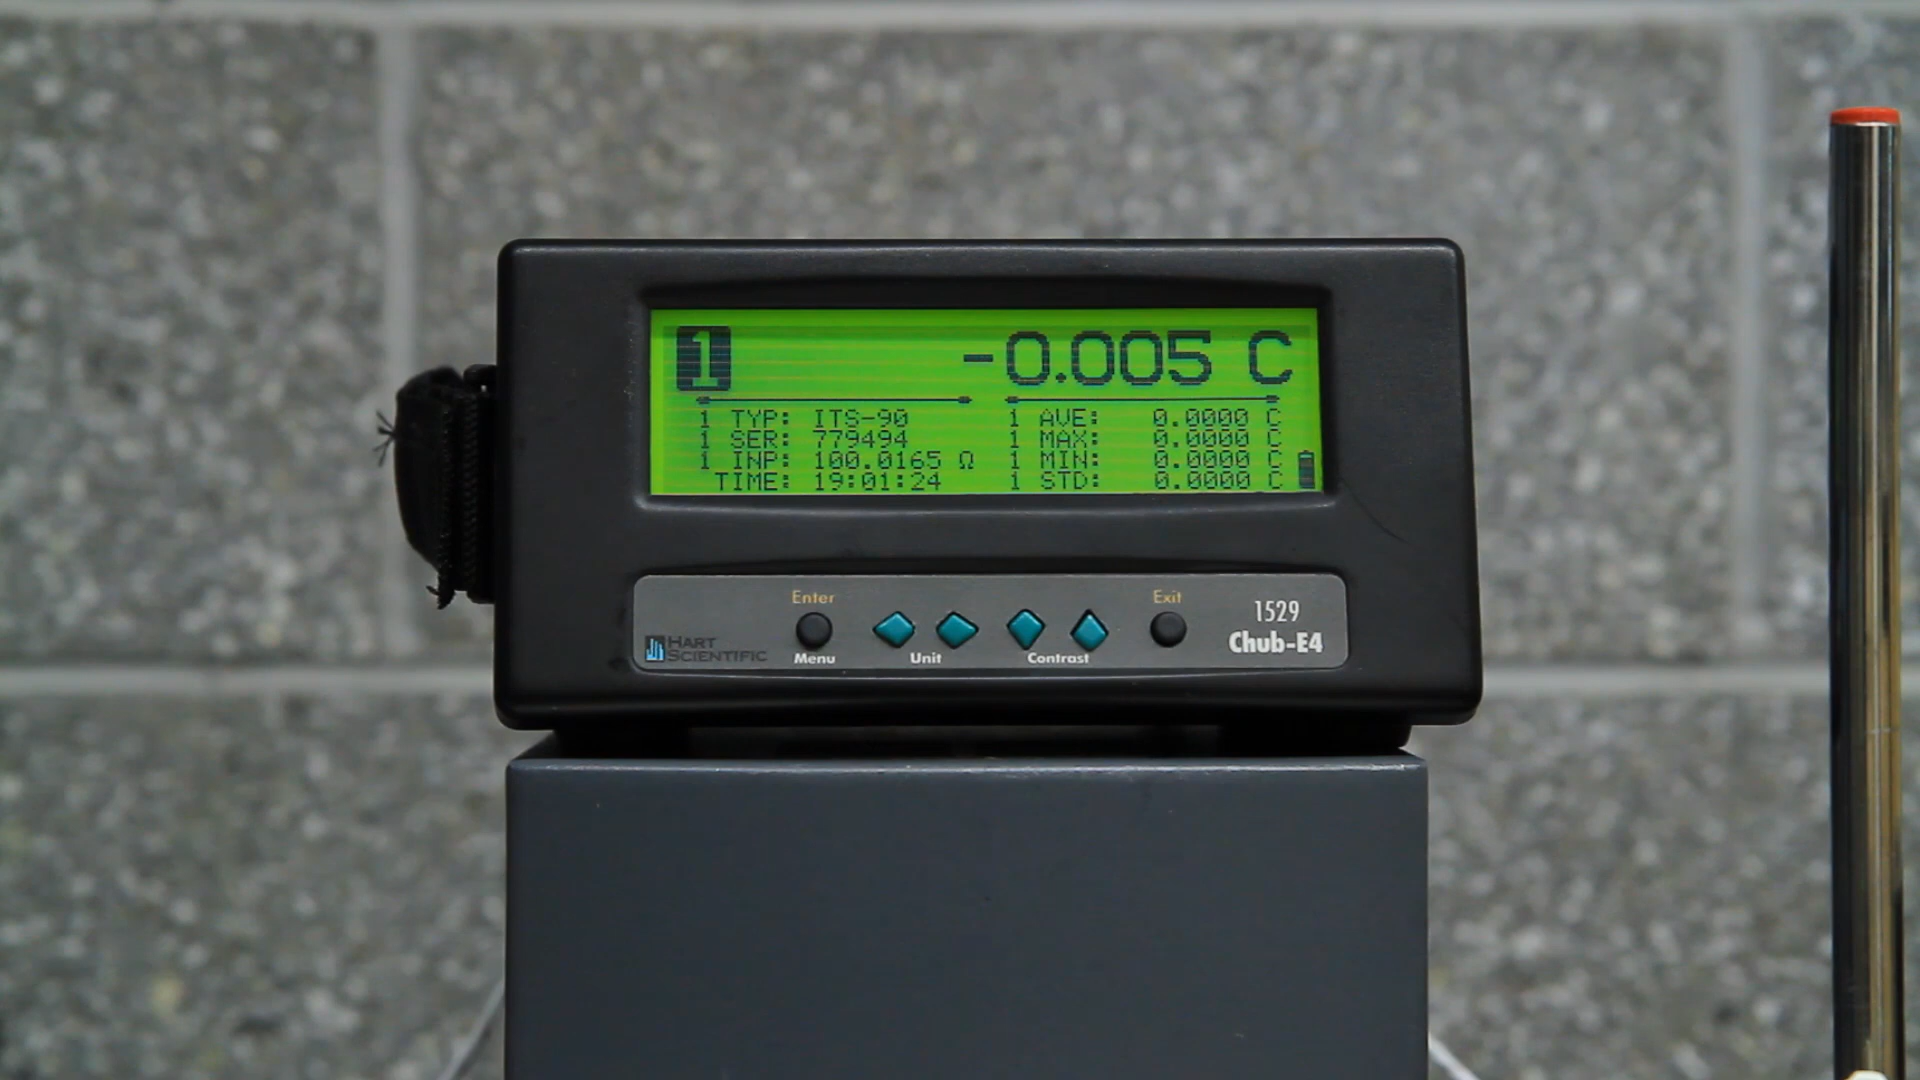 1 -0.005 C
1 TYP: ITS-90
1 SER: 779494
1 INP: 100.0165 Ω
TIME: 19:01:24
1 AVE: 0.0000 C
1 MAX: 0.0000 C
1 MIN: 0.0000 C
1 STD: 0.0000 C
Enter
Exit
Menu
Unit
Contrast
HART
SCIENTIFIC
1529
Chub-E4